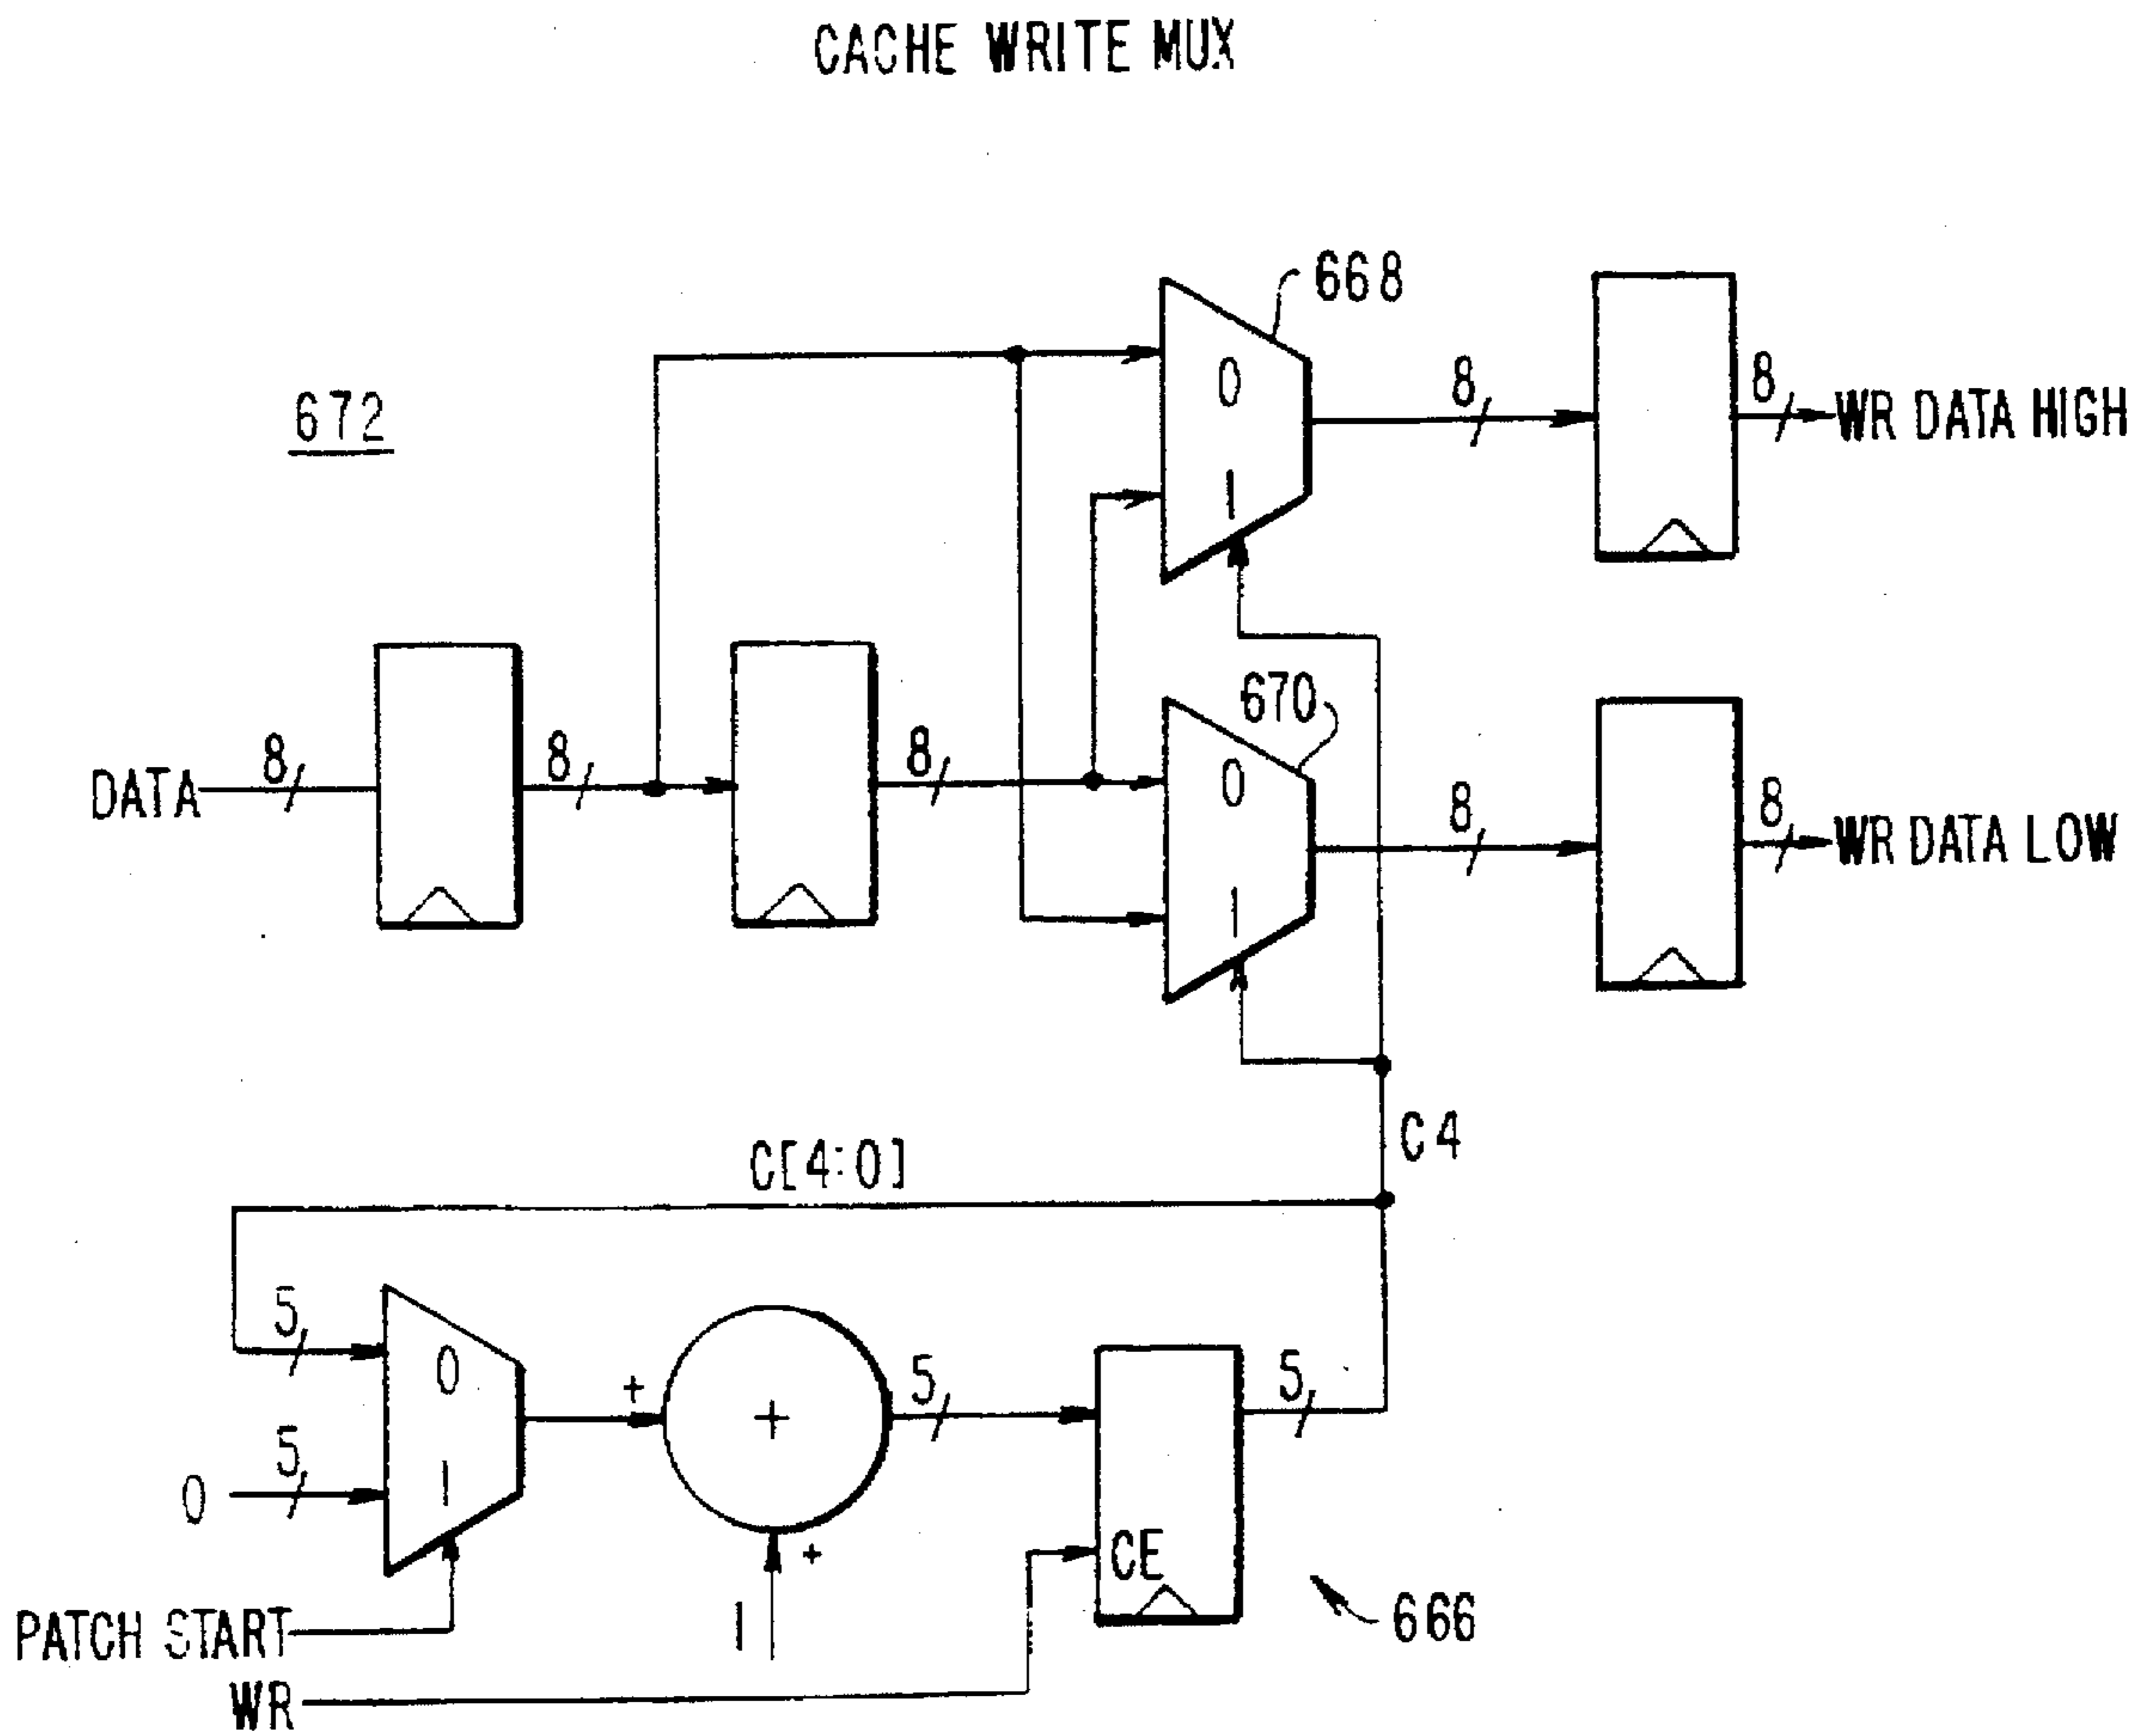 CACHE WRITE MUX
668
672
0
1
8
8
WR DATA HIGH
670
DATA
8
8
8
0
1
8
8
WR DATA LOW
C4
C[4:0]
5
0
5
0
1
+
+
5
5
+
1
CE
666
PATCH START
WR